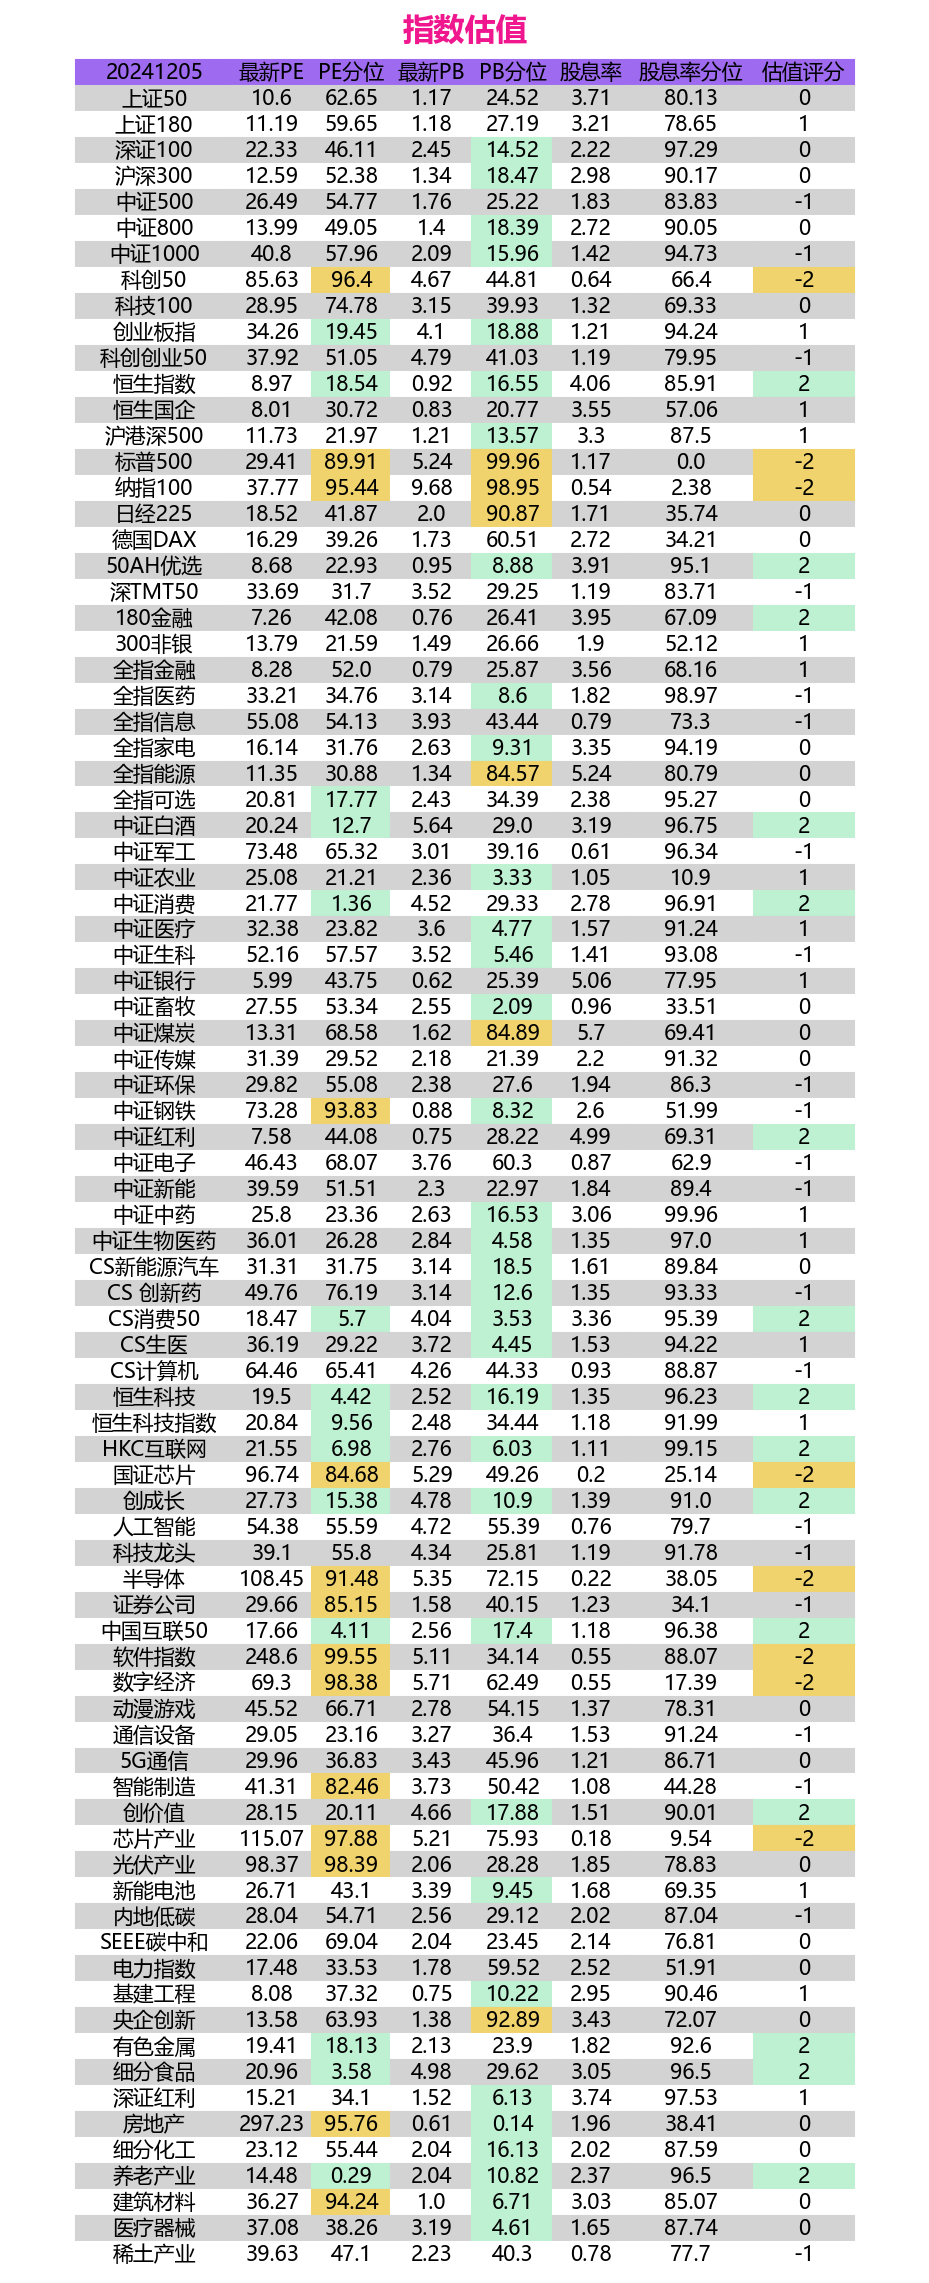 指数估值
20241205 最新PE PE分位 最新PB PB分位 股息率 股息率分位 估值评分
上证50 10.6 62.65 1.17 24.52 3.71 80.13 0
上证180 11.19 59.65 1.18 27.19 3.21 78.65 1
深证100 22.33 46.11 2.45 14.52 2.22 97.29 0
沪深300 12.59 52.38 1.34 18.47 2.98 90.17 0
中证500 26.49 54.77 1.76 25.22 1.83 83.83 -1
中证800 13.99 49.05 1.4 18.39 2.72 90.05 0
中证1000 40.8 57.96 2.09 15.96 1.42 94.73 -1
科创50 85.63 96.4 4.67 44.81 0.64 66.4 -2
科技100 28.95 74.78 3.15 39.93 1.32 69.33 0
创业板指 34.26 19.45 4.1 18.88 1.21 94.24 1
科创创业50 37.92 51.05 4.79 41.03 1.19 79.95 -1
恒生指数 8.97 18.54 0.92 16.55 4.06 85.91 2
恒生国企 8.01 30.72 0.83 20.77 3.55 57.06 1
沪港深500 11.73 21.97 1.21 13.57 3.3 87.5 1
标普500 29.41 89.91 5.24 99.96 1.17 0.0 -2
纳指100 37.77 95.44 9.68 98.95 0.54 2.38 -2
日经225 18.52 41.87 2.0 90.87 1.71 35.74 0
德国DAX 16.29 39.26 1.73 60.51 2.72 34.21 0
50AH优选 8.68 22.93 0.95 8.88 3.91 95.1 2
深TMT50 33.69 31.7 3.52 29.25 1.19 83.71 -1
180金融 7.26 42.08 0.76 26.41 3.95 67.09 2
300非银 13.79 21.59 1.49 26.66 1.9 52.12 1
全指金融 8.28 52.0 0.79 25.87 3.56 68.16 1
全指医药 33.21 34.76 3.14 8.6 1.82 98.97 -1
全指信息 55.08 54.13 3.93 43.44 0.79 73.3 -1
全指家电 16.14 31.76 2.63 9.31 3.35 94.19 0
全指能源 11.35 30.88 1.34 84.57 5.24 80.79 0
全指可选 20.81 17.77 2.43 34.39 2.38 95.27 0
中证白酒 20.24 12.7 5.64 29.0 3.19 96.75 2
中证军工 73.48 65.32 3.01 39.16 0.61 96.34 -1
中证农业 25.08 21.21 2.36 3.33 1.05 10.9 1
中证消费 21.77 1.36 4.52 29.33 2.78 96.91 2
中证医疗 32.38 23.82 3.6 4.77 1.57 91.24 1
中证生科 52.16 57.57 3.52 5.46 1.41 93.08 -1
中证银行 5.99 43.75 0.62 25.39 5.06 77.95 1
中证畜牧 27.55 53.34 2.55 2.09 0.96 33.51 0
中证煤炭 13.31 68.58 1.62 84.89 5.7 69.41 0
中证传媒 31.39 29.52 2.18 21.39 2.2 91.32 0
中证环保 29.82 55.08 2.38 27.6 1.94 86.3 -1
中证钢铁 73.28 93.83 0.88 8.32 2.6 51.99 -1
中证红利 7.58 44.08 0.75 28.22 4.99 69.31 2
中证电子 46.43 68.07 3.76 60.3 0.87 62.9 -1
中证新能 39.59 51.51 2.3 22.97 1.84 89.4 -1
中证中药 25.8 23.36 2.63 16.53 3.06 99.96 1
中证生物医药 36.01 26.28 2.84 4.58 1.35 97.0 1
CS新能源汽车 31.31 31.75 3.14 18.5 1.61 89.84 0
CS 创新药 49.76 76.19 3.14 12.6 1.35 93.33 -1
CS消费50 18.47 5.7 4.04 3.53 3.36 95.39 2
CS生医 36.19 29.22 3.72 4.45 1.53 94.22 1
CS计算机 64.46 65.41 4.26 44.33 0.93 88.87 -1
恒生科技 19.5 4.42 2.52 16.19 1.35 96.23 2
恒生科技指数 20.84 9.56 2.48 34.44 1.18 91.99 1
HKC互联网 21.55 6.98 2.76 6.03 1.11 99.15 2
国证芯片 96.74 84.68 5.29 49.26 0.2 25.14 -2
创成长 27.73 15.38 4.78 10.9 1.39 91.0 2
人工智能 54.38 55.59 4.72 55.39 0.76 79.7 -1
科技龙头 39.1 55.8 4.34 25.81 1.19 91.78 -1
半导体 108.45 91.48 5.35 72.15 0.22 38.05 -2
证券公司 29.66 85.15 1.58 40.15 1.23 34.1 -1
中国互联50 17.66 4.11 2.56 17.4 1.18 96.38 2
软件指数 248.6 99.55 5.11 34.14 0.55 88.07 -2
数字经济 69.3 98.38 5.71 62.49 0.55 17.39 -2
动漫游戏 45.52 66.71 2.78 54.15 1.37 78.31 0
通信设备 29.05 23.16 3.27 36.4 1.53 91.24 -1
5G通信 29.96 36.83 3.43 45.96 1.21 86.71 0
智能制造 41.31 82.46 3.73 50.42 1.08 44.28 -1
创价值 28.15 20.11 4.66 17.88 1.51 90.01 2
芯片产业 115.07 97.88 5.21 75.93 0.18 9.54 -2
光伏产业 98.37 98.39 2.06 28.28 1.85 78.83 0
新能电池 26.71 43.1 3.39 9.45 1.68 69.35 1
内地低碳 28.04 54.71 2.56 29.12 2.02 87.04 -1
SEEE碳中和 22.06 69.04 2.04 23.45 2.14 76.81 0
电力指数 17.48 33.53 1.78 59.52 2.52 51.91 0
基建工程 8.08 37.32 0.75 10.22 2.95 90.46 1
央企创新 13.58 63.93 1.38 92.89 3.43 72.07 0
有色金属 19.41 18.13 2.13 23.9 1.82 92.6 2
细分食品 20.96 3.58 4.98 29.62 3.05 96.5 2
深证红利 15.21 34.1 1.52 6.13 3.74 97.53 1
房地产 297.23 95.76 0.61 0.14 1.96 38.41 0
细分化工 23.12 55.44 2.04 16.13 2.02 87.59 0
养老产业 14.48 0.29 2.04 10.82 2.37 96.5 2
建筑材料 36.27 94.24 1.0 6.71 3.03 85.07 0
医疗器械 37.08 38.26 3.19 4.61 1.65 87.74 0
稀土产业 39.63 47.1 2.23 40.3 0.78 77.7 -1